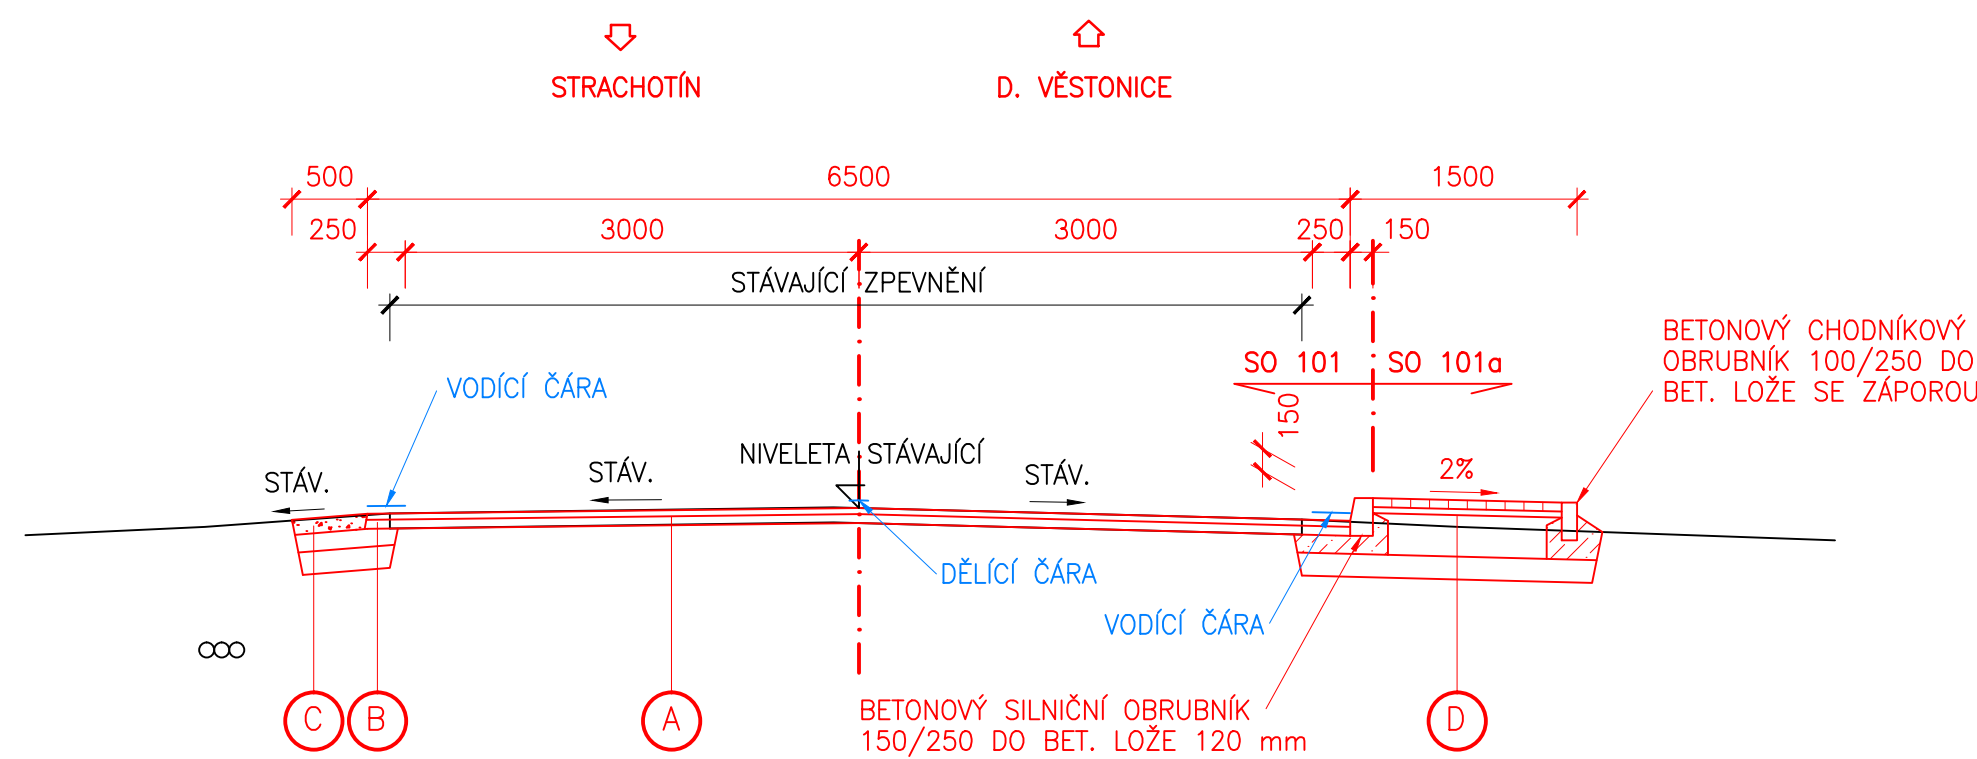 STRACHOTÍN
D. VĚSTONICE
500
6500
1500
250
3000
3000
250
150
STÁVAJÍCÍ ZPEVNĚNÍ
BETONOVÝ CHODNÍKOVÝ
OBRUBNÍK 100/250 DO
BET. LOŽE SE ZÁPOROU
SO 101
SO 101a
VODÍCÍ ČÁRA
150
NIVELETA STÁVAJÍCÍ
STÁV.
STÁV.
STÁV.
2%
DĚLÍCÍ ČÁRA
VODÍCÍ ČÁRA
BETONOVÝ SILNIČNÍ OBRUBNÍK
150/250 DO BET. LOŽE 120 mm
C
B
A
D